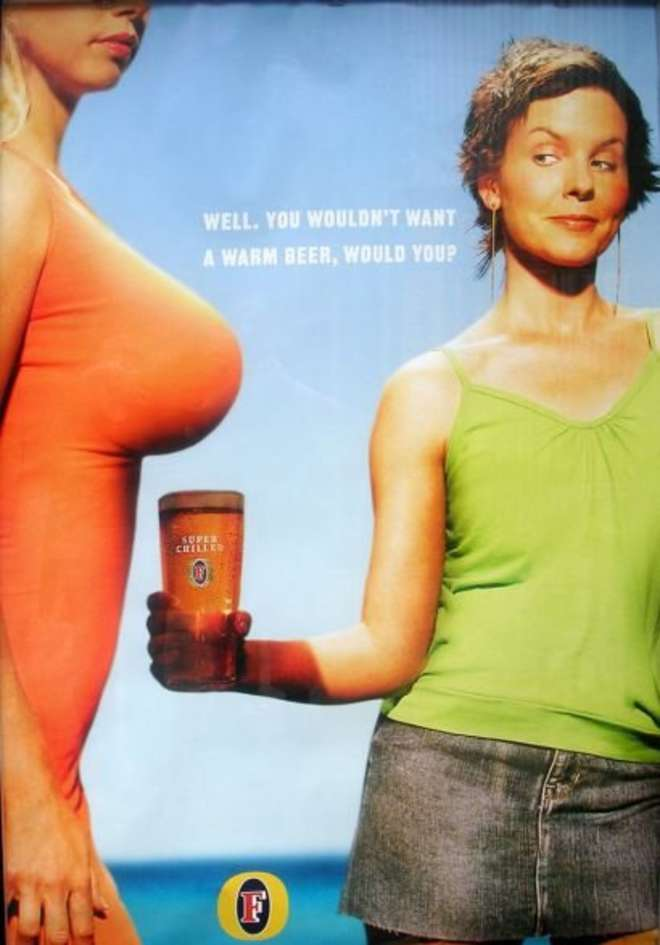 WELL. YOU WOULDN'T WANT
A WARM BEER, WOULD YOU?
SUPER
CHILLED
F
F